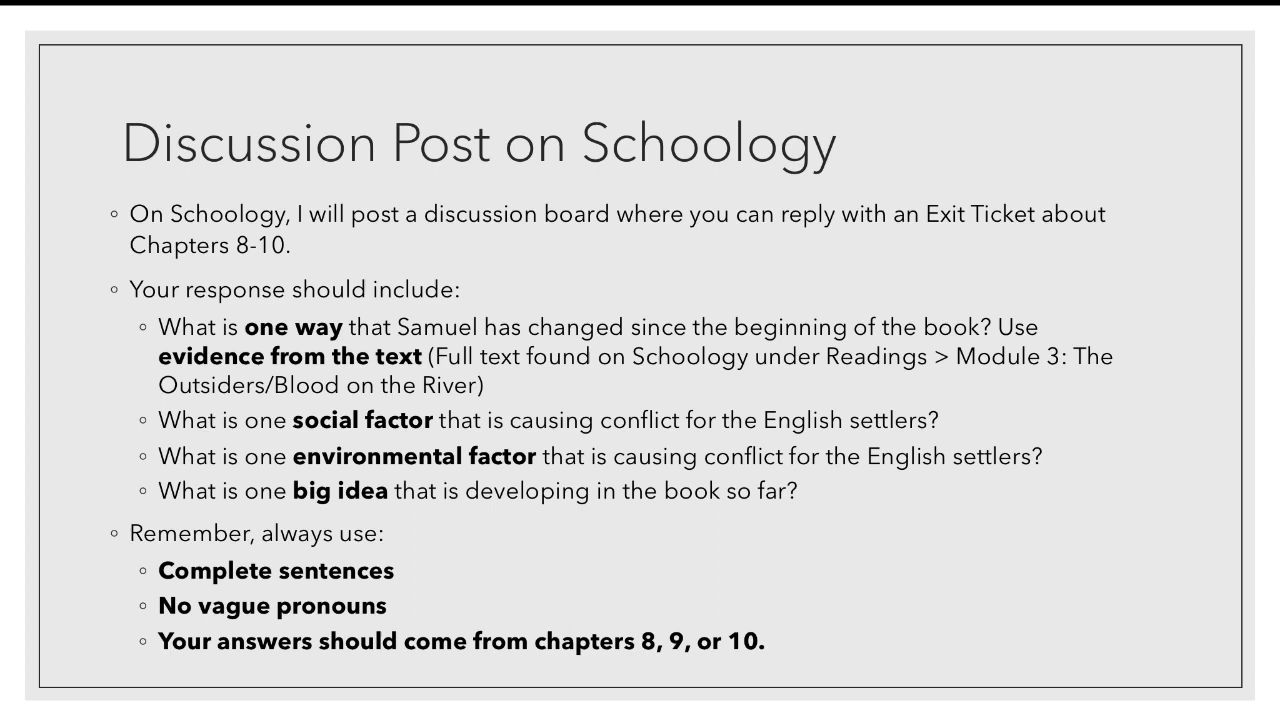 Discussion Post on Schoology
◦ On Schoology, I will post a discussion board where you can reply with an Exit Ticket about
Chapters 8-10.
◦ Your response should include:
◦ What is one way that Samuel has changed since the beginning of the book? Use
evidence from the text (Full text found on Schoology under Readings > Module 3: The
Outsiders/Blood on the River)
◦ What is one social factor that is causing conflict for the English settlers?
◦ What is one environmental factor that is causing conflict for the English settlers?
◦ What is one big idea that is developing in the book so far?
◦ Remember, always use:
◦ Complete sentences
◦ No vague pronouns
◦ Your answers should come from chapters 8, 9, or 10.